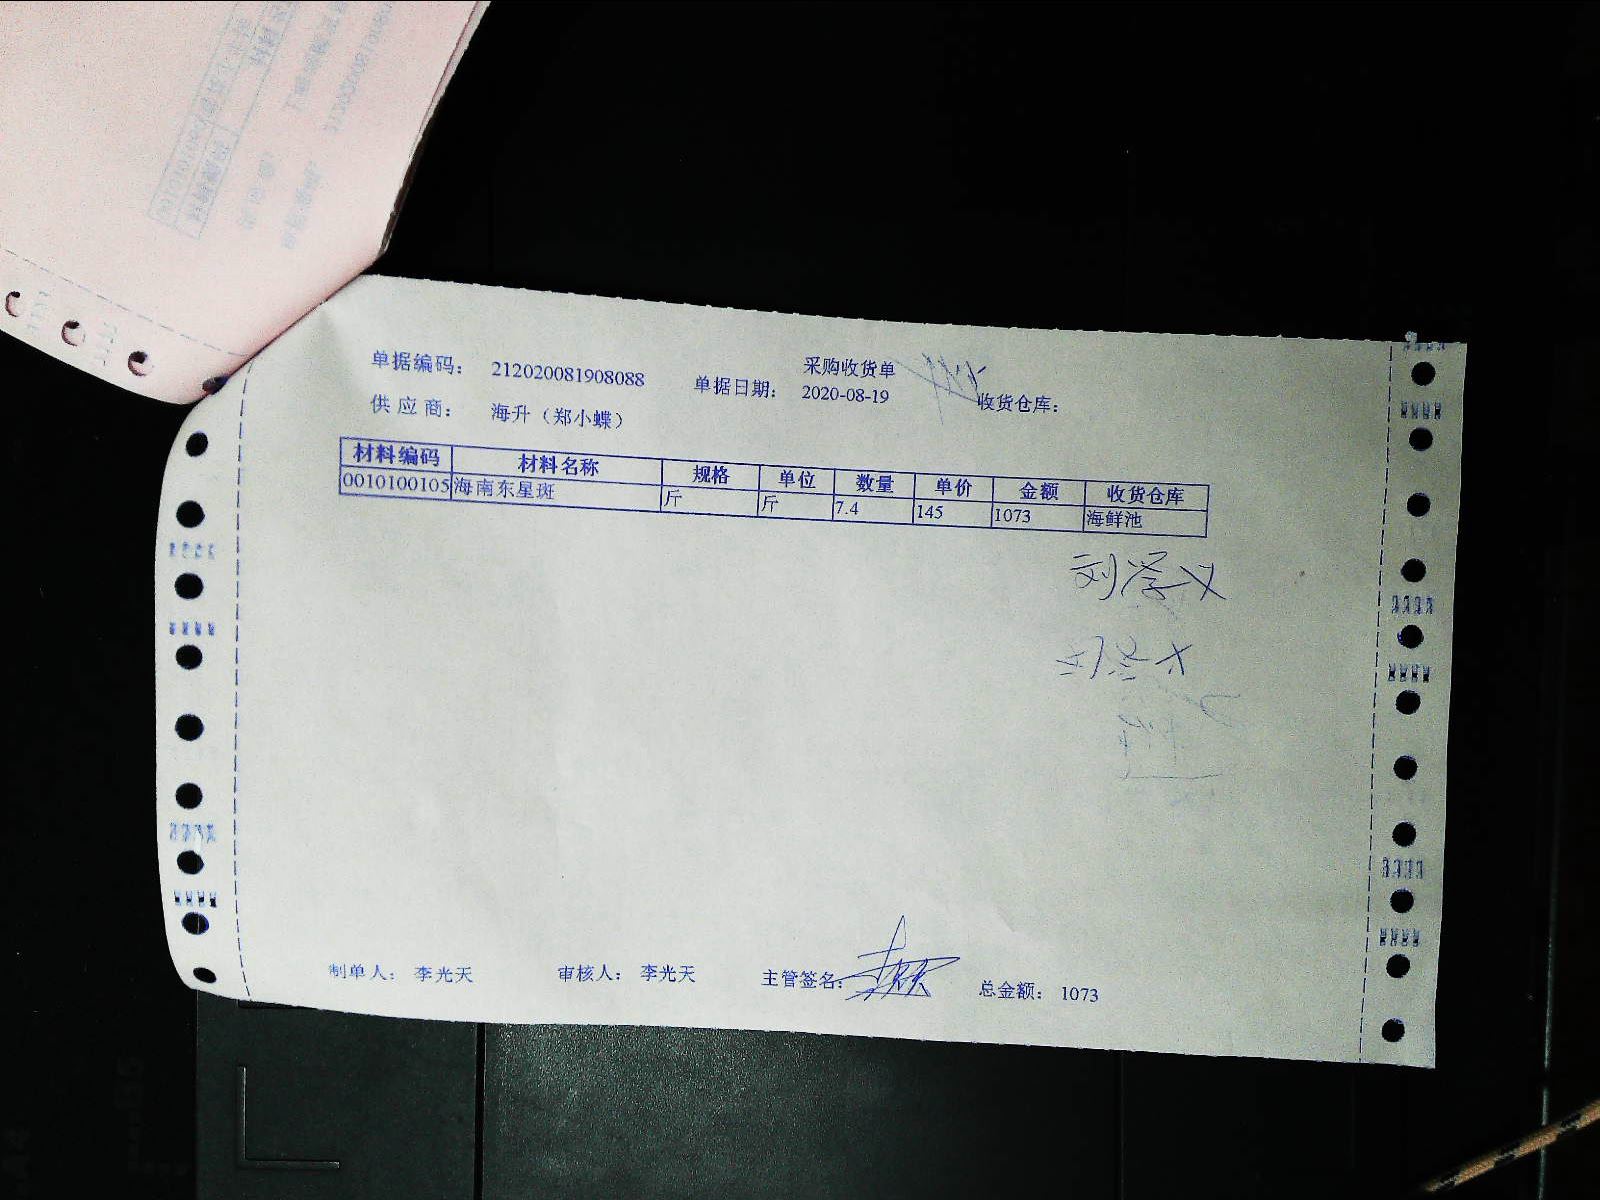 采购收货单
单据编码： 212020081908088 单据日期： 2020-08-19 收货仓库：
供应商： 海升（郑小蝶）
材料编码 材料名称 规格 单位 数量 单价 金额 收货仓库
0010100105 海南东星斑 斤 斤 7.4 145 1073 海鲜池
刘学义
制单人： 李光天 审核人： 李光天 主管签名： 总金额： 1073